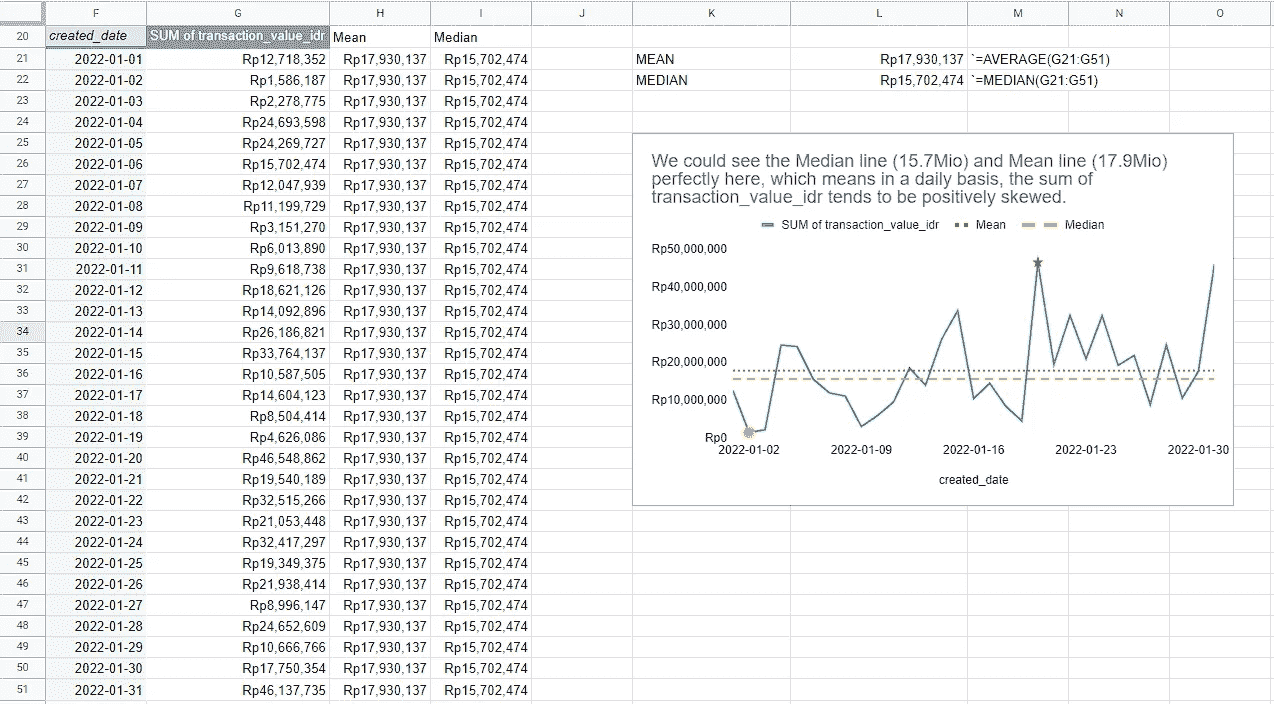 F G H I J K L M N O
20 created_date SUM of transaction_value_idr Mean Median
21 2022-01-01 Rp12,718,352 Rp17,930,137 Rp15,702,474 MEAN Rp17,930,137 `=AVERAGE(G21:G51)
22 2022-01-02 Rp1,586,187 Rp17,930,137 Rp15,702,474 MEDIAN Rp15,702,474 `=MEDIAN(G21:G51)
23 2022-01-03 Rp2,278,775 Rp17,930,137 Rp15,702,474
24 2022-01-04 Rp24,693,598 Rp17,930,137 Rp15,702,474
25 2022-01-05 Rp24,269,727 Rp17,930,137 Rp15,702,474
26 2022-01-06 Rp15,702,474 Rp17,930,137 Rp15,702,474
27 2022-01-07 Rp12,047,939 Rp17,930,137 Rp15,702,474
28 2022-01-08 Rp11,199,729 Rp17,930,137 Rp15,702,474
29 2022-01-09 Rp3,151,270 Rp17,930,137 Rp15,702,474
30 2022-01-10 Rp6,013,890 Rp17,930,137 Rp15,702,474
31 2022-01-11 Rp9,618,738 Rp17,930,137 Rp15,702,474
32 2022-01-12 Rp18,621,126 Rp17,930,137 Rp15,702,474
33 2022-01-13 Rp14,092,896 Rp17,930,137 Rp15,702,474
34 2022-01-14 Rp26,186,821 Rp17,930,137 Rp15,702,474
35 2022-01-15 Rp33,764,137 Rp17,930,137 Rp15,702,474
36 2022-01-16 Rp10,587,505 Rp17,930,137 Rp15,702,474
37 2022-01-17 Rp14,604,123 Rp17,930,137 Rp15,702,474
38 2022-01-18 Rp8,504,414 Rp17,930,137 Rp15,702,474
39 2022-01-19 Rp4,626,086 Rp17,930,137 Rp15,702,474
40 2022-01-20 Rp46,548,862 Rp17,930,137 Rp15,702,474
41 2022-01-21 Rp19,540,189 Rp17,930,137 Rp15,702,474
42 2022-01-22 Rp32,515,266 Rp17,930,137 Rp15,702,474
43 2022-01-23 Rp21,053,448 Rp17,930,137 Rp15,702,474
44 2022-01-24 Rp32,417,297 Rp17,930,137 Rp15,702,474
45 2022-01-25 Rp19,349,375 Rp17,930,137 Rp15,702,474
46 2022-01-26 Rp21,938,414 Rp17,930,137 Rp15,702,474
47 2022-01-27 Rp8,996,147 Rp17,930,137 Rp15,702,474
48 2022-01-28 Rp24,652,609 Rp17,930,137 Rp15,702,474
49 2022-01-29 Rp10,666,766 Rp17,930,137 Rp15,702,474
50 2022-01-30 Rp17,750,354 Rp17,930,137 Rp15,702,474
51 2022-01-31 Rp46,137,735 Rp17,930,137 Rp15,702,474
We could see the Median line (15.7Mio) and Mean line (17.9Mio)
perfectly here, which means in a daily basis, the sum of
transaction_value_idr tends to be positively skewed.
SUM of transaction_value_idr Mean Median
Rp50,000,000
Rp40,000,000
Rp30,000,000
Rp20,000,000
Rp10,000,000
Rp0
2022-01-02 2022-01-09 2022-01-16 2022-01-23 2022-01-30
created_date